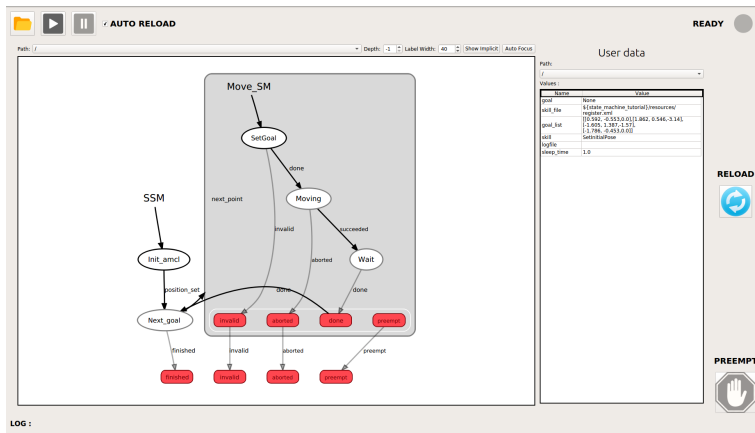 AUTO RELOAD
READY
Path: /
Depth: -1
Label Width: 40
Show Implicit
Auto Focus
User data
Path:
/
Values :
Name Value
goal None
skill_file ${state_machine_tutorial}/resources/
register.xml
goal_list [[0.592, -0.553,0.0],[1.862, 0.546,-3.14],
[-1.605, 1.387,-1.57],
[-1.786, -0.453,0.0]]
skill SetInitialPose
logfile
sleep_time 1.0
Move_SM
SetGoal
done
Moving
next_point
SSM
invalid
succeeded
Init_amcl
aborted
Wait
position_set
done
done
Next_goal
invalid
aborted
done
preempt
finished
invalid
aborted
preempt
finished
invalid
aborted
preempt
RELOAD
PREEMPT
LOG :